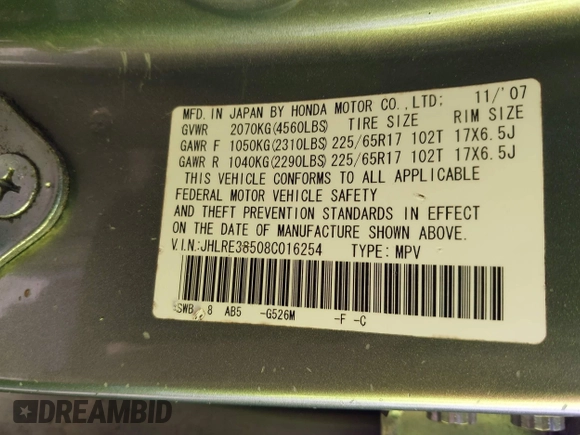 MFD. IN JAPAN BY HONDA MOTOR CO., LTD; 11/'07
GVWR 2070KG(4560LBS) TIRE SIZE RIM SIZE
GAWR F 1050KG(2310LBS) 225/65R17 102T 17X6.5J
GAWR R 1040KG(2290LBS) 225/65R17 102T 17X6.5J
THIS VEHICLE CONFORMS TO ALL APPLICABLE
FEDERAL MOTOR VEHICLE SAFETY
AND THEFT PREVENTION STANDARDS IN EFFECT
ON THE DATE OF MANUFACTURE SHOWN ABOVE.
V.I.N:JHLRE38508C016254 TYPE: MPV
SWB 8 AB5 -G526M -F -C
DREAMBID